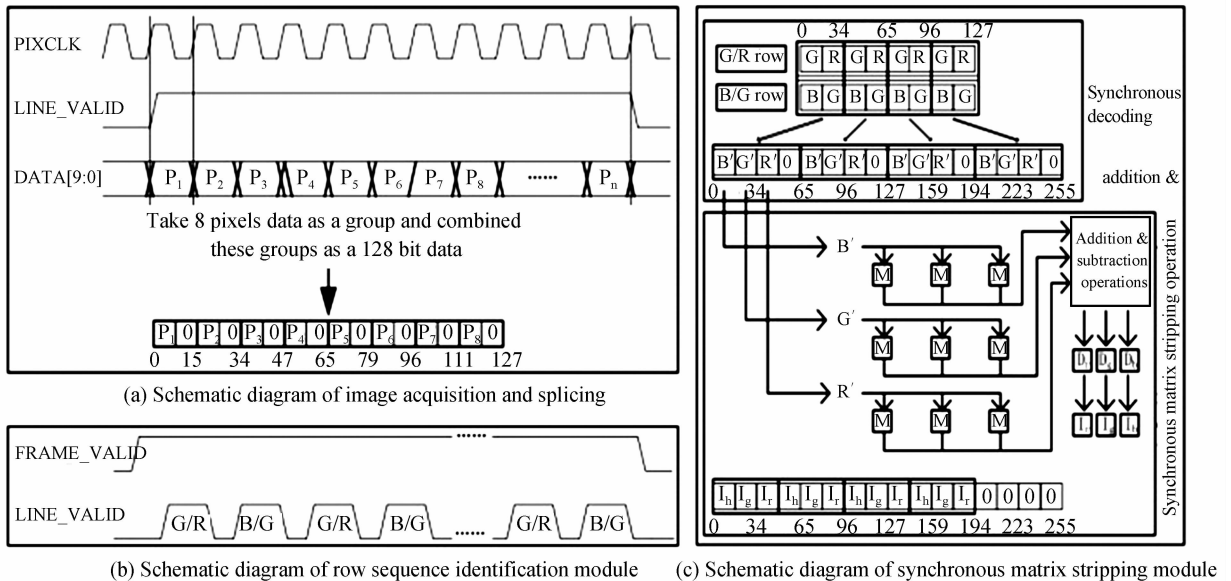 PIXCLK
LINE_VALID
DATA[9:0]
P1 P2 P3 P4 P5 P6 P7 P8 ...... Pn
Take 8 pixels data as a group and combined
these groups as a 128 bit data
P1 0 P2 0 P3 0 P4 0 P5 0 P6 0 P7 0 P8 0
0 15 34 47 65 79 96 111 127
(a) Schematic diagram of image acquisition and splicing
FRAME_VALID
......
LINE_VALID
G/R B/G G/R B/G ...... G/R B/G
(b) Schematic diagram of row sequence identification module
0 34 65 96 127
G/R row
G R G R G R G R
B/G row
B G B G B G B G
Synchronous
decoding
B′ G′ R′ 0 B′ G′ R′ 0 B′ G′ R′ 0 B′ G′ R′ 0
0 34 65 96 127 159 194 223 255
addition &
B′
M M M
G′
M M M
R′
M M M
Addition &
subtraction
operations
Ir Ig
Synchronous matrix stripping operation
Ih Ig Ir Ih Ig Ir Ih Ig Ir Ih Ig Ir 0 0 0 0
0 34 65 96 127 159 194 223 255
(c) Schematic diagram of synchronous matrix stripping module